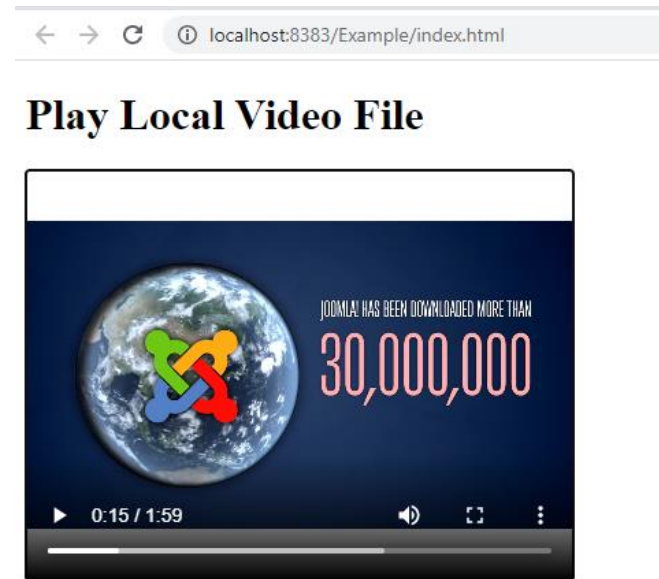 localhost:8383/Example/index.html
Play Local Video File
JOOMLA! HAS BEEN DOWNLOADED MORE THAN
30,000,000
0:15 / 1:59